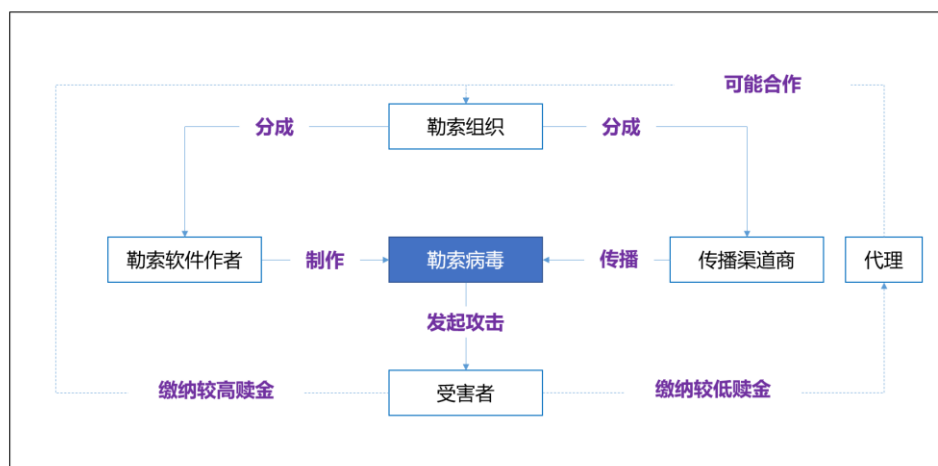 可能合作
分成
勒索组织
分成
勒索软件作者
制作
勒索病毒
传播
传播渠道商
代理
发起攻击
缴纳较高赎金
受害者
缴纳较低赎金